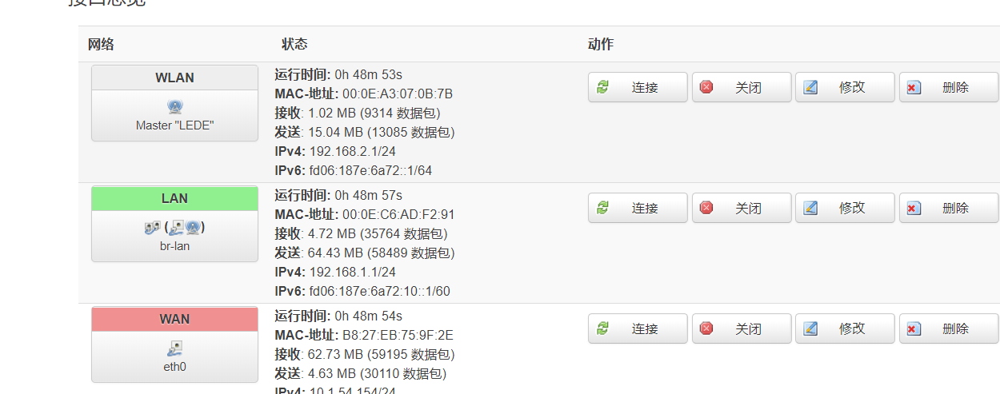 接口总览
网络 状态 动作
WLAN
Master "LEDE"
运行时间: 0h 48m 53s
MAC-地址: 00:0E:A3:07:0B:7B
接收: 1.02 MB (9314 数据包)
发送: 15.04 MB (13085 数据包)
IPv4: 192.168.2.1/24
IPv6: fd06:187e:6a72::1/64
连接 关闭 修改 删除
LAN
( )
br-lan
运行时间: 0h 48m 57s
MAC-地址: 00:0E:C6:AD:F2:91
接收: 4.72 MB (35764 数据包)
发送: 64.43 MB (58489 数据包)
IPv4: 192.168.1.1/24
IPv6: fd06:187e:6a72:10::1/60
连接 关闭 修改 删除
WAN
eth0
运行时间: 0h 48m 54s
MAC-地址: B8:27:EB:75:9F:2E
接收: 62.73 MB (59195 数据包)
发送: 4.63 MB (30110 数据包)
IPv4: 10.1.54.154/24
连接 关闭 修改 删除